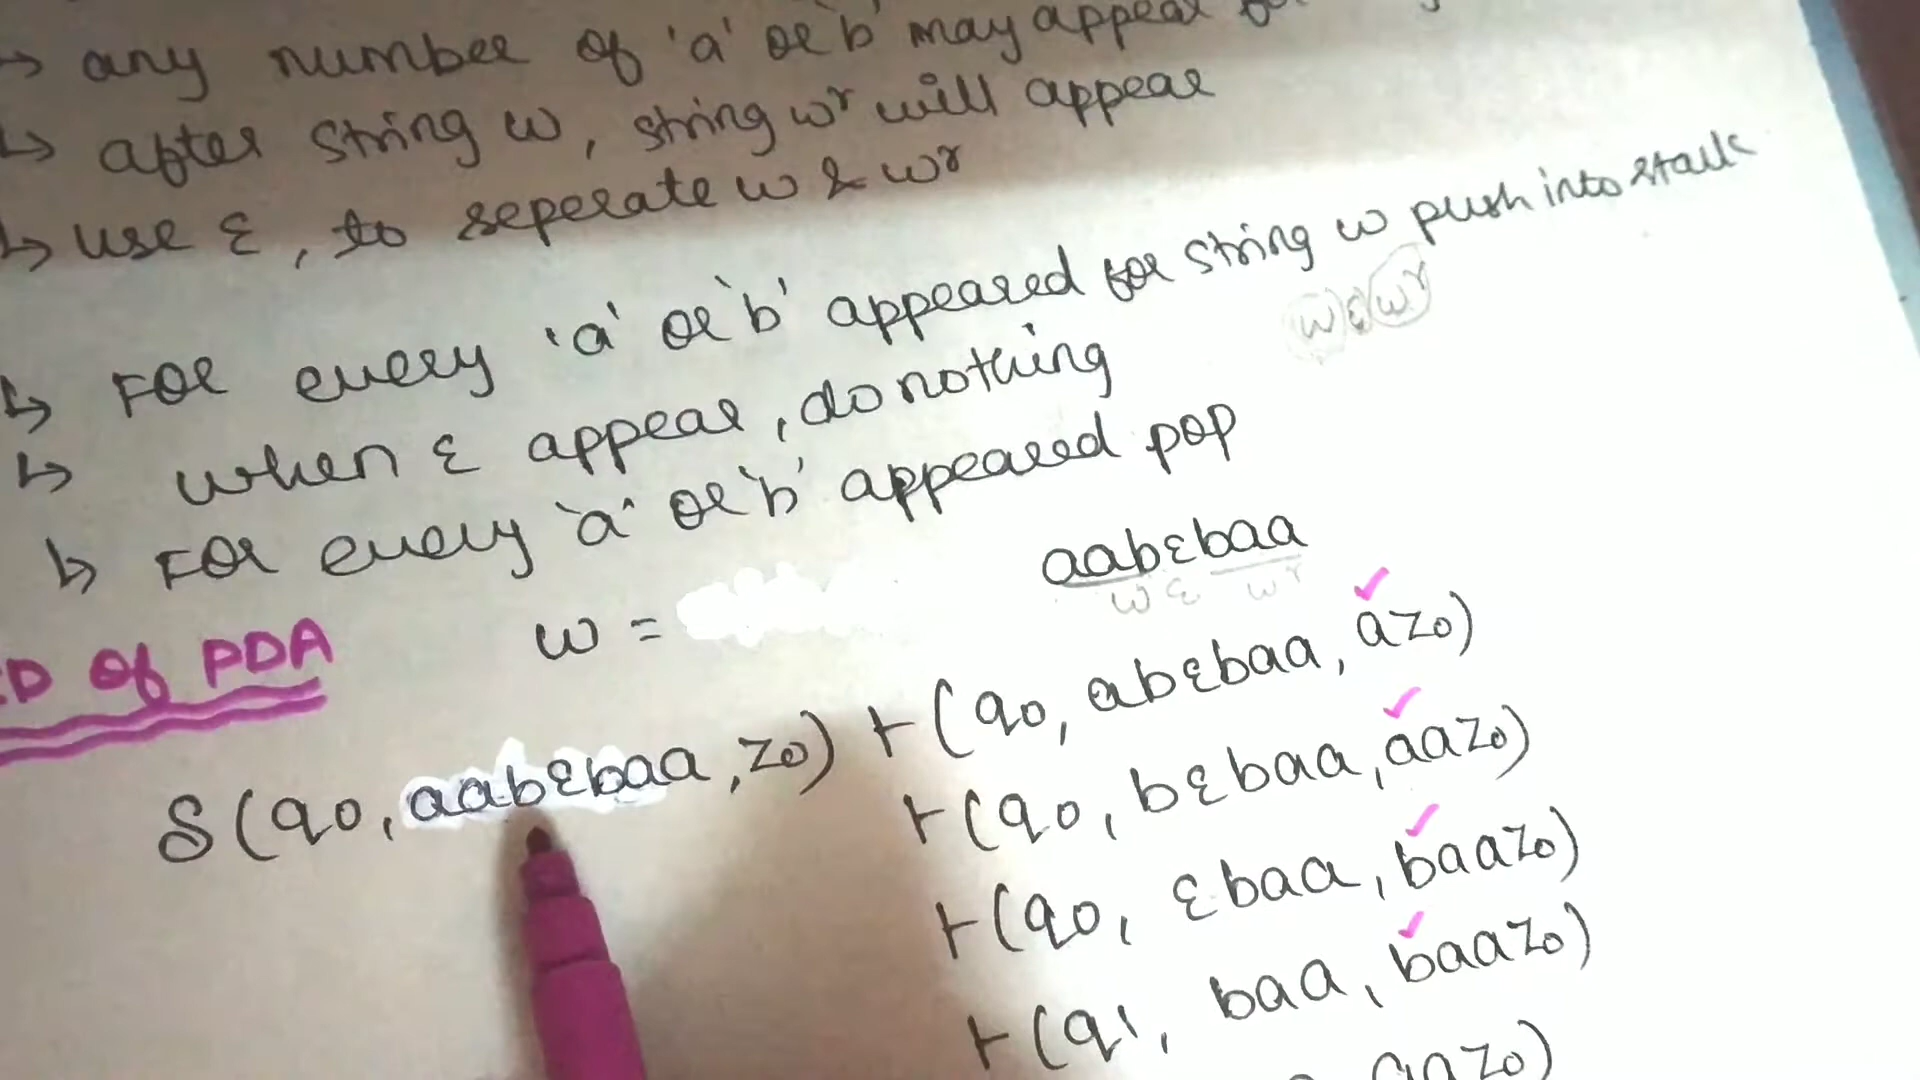 → any number of 'a' or 'b' may appear
↳ after string w, string wʳ will appear
↳ use ε, to seperate w & wʳ
↳ For every 'a' or 'b' appeared for string w push into stack
wεwʳ
↳ when ε appear, do nothing
↳ For every 'a' or 'b' appeared pop
w =
aabεbaa
w ε wʳ
ID of PDA
δ(q0, aabεbaa, z0) ⊢ (q0, abεbaa, az0)
⊢ (q0, bεbaa, aaz0)
⊢ (q0, εbaa, baaz0)
⊢ (q1, baa, baaz0)
aaz0)